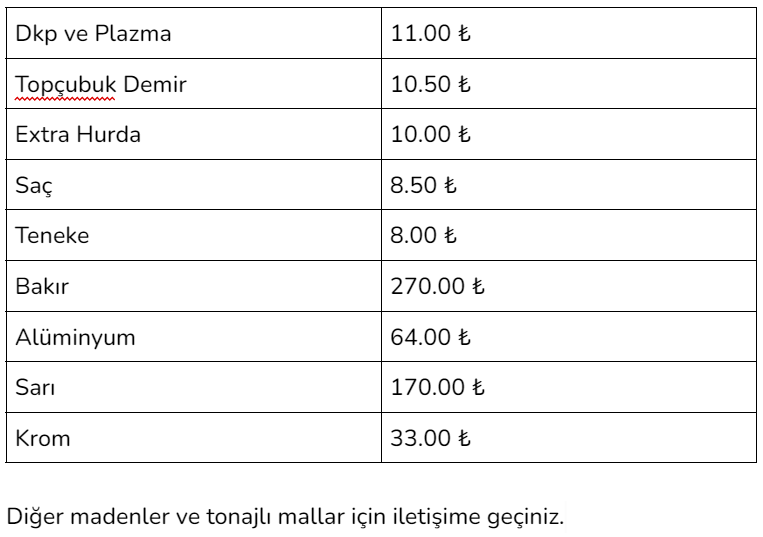 Dkp ve Plazma 11.00 ₺
Topçubuk Demir 10.50 ₺
Extra Hurda 10.00 ₺
Saç 8.50 ₺
Teneke 8.00 ₺
Bakır 270.00 ₺
Alüminyum 64.00 ₺
Sarı 170.00 ₺
Krom 33.00 ₺
Diğer madenler ve tonajlı mallar için iletişime geçiniz.